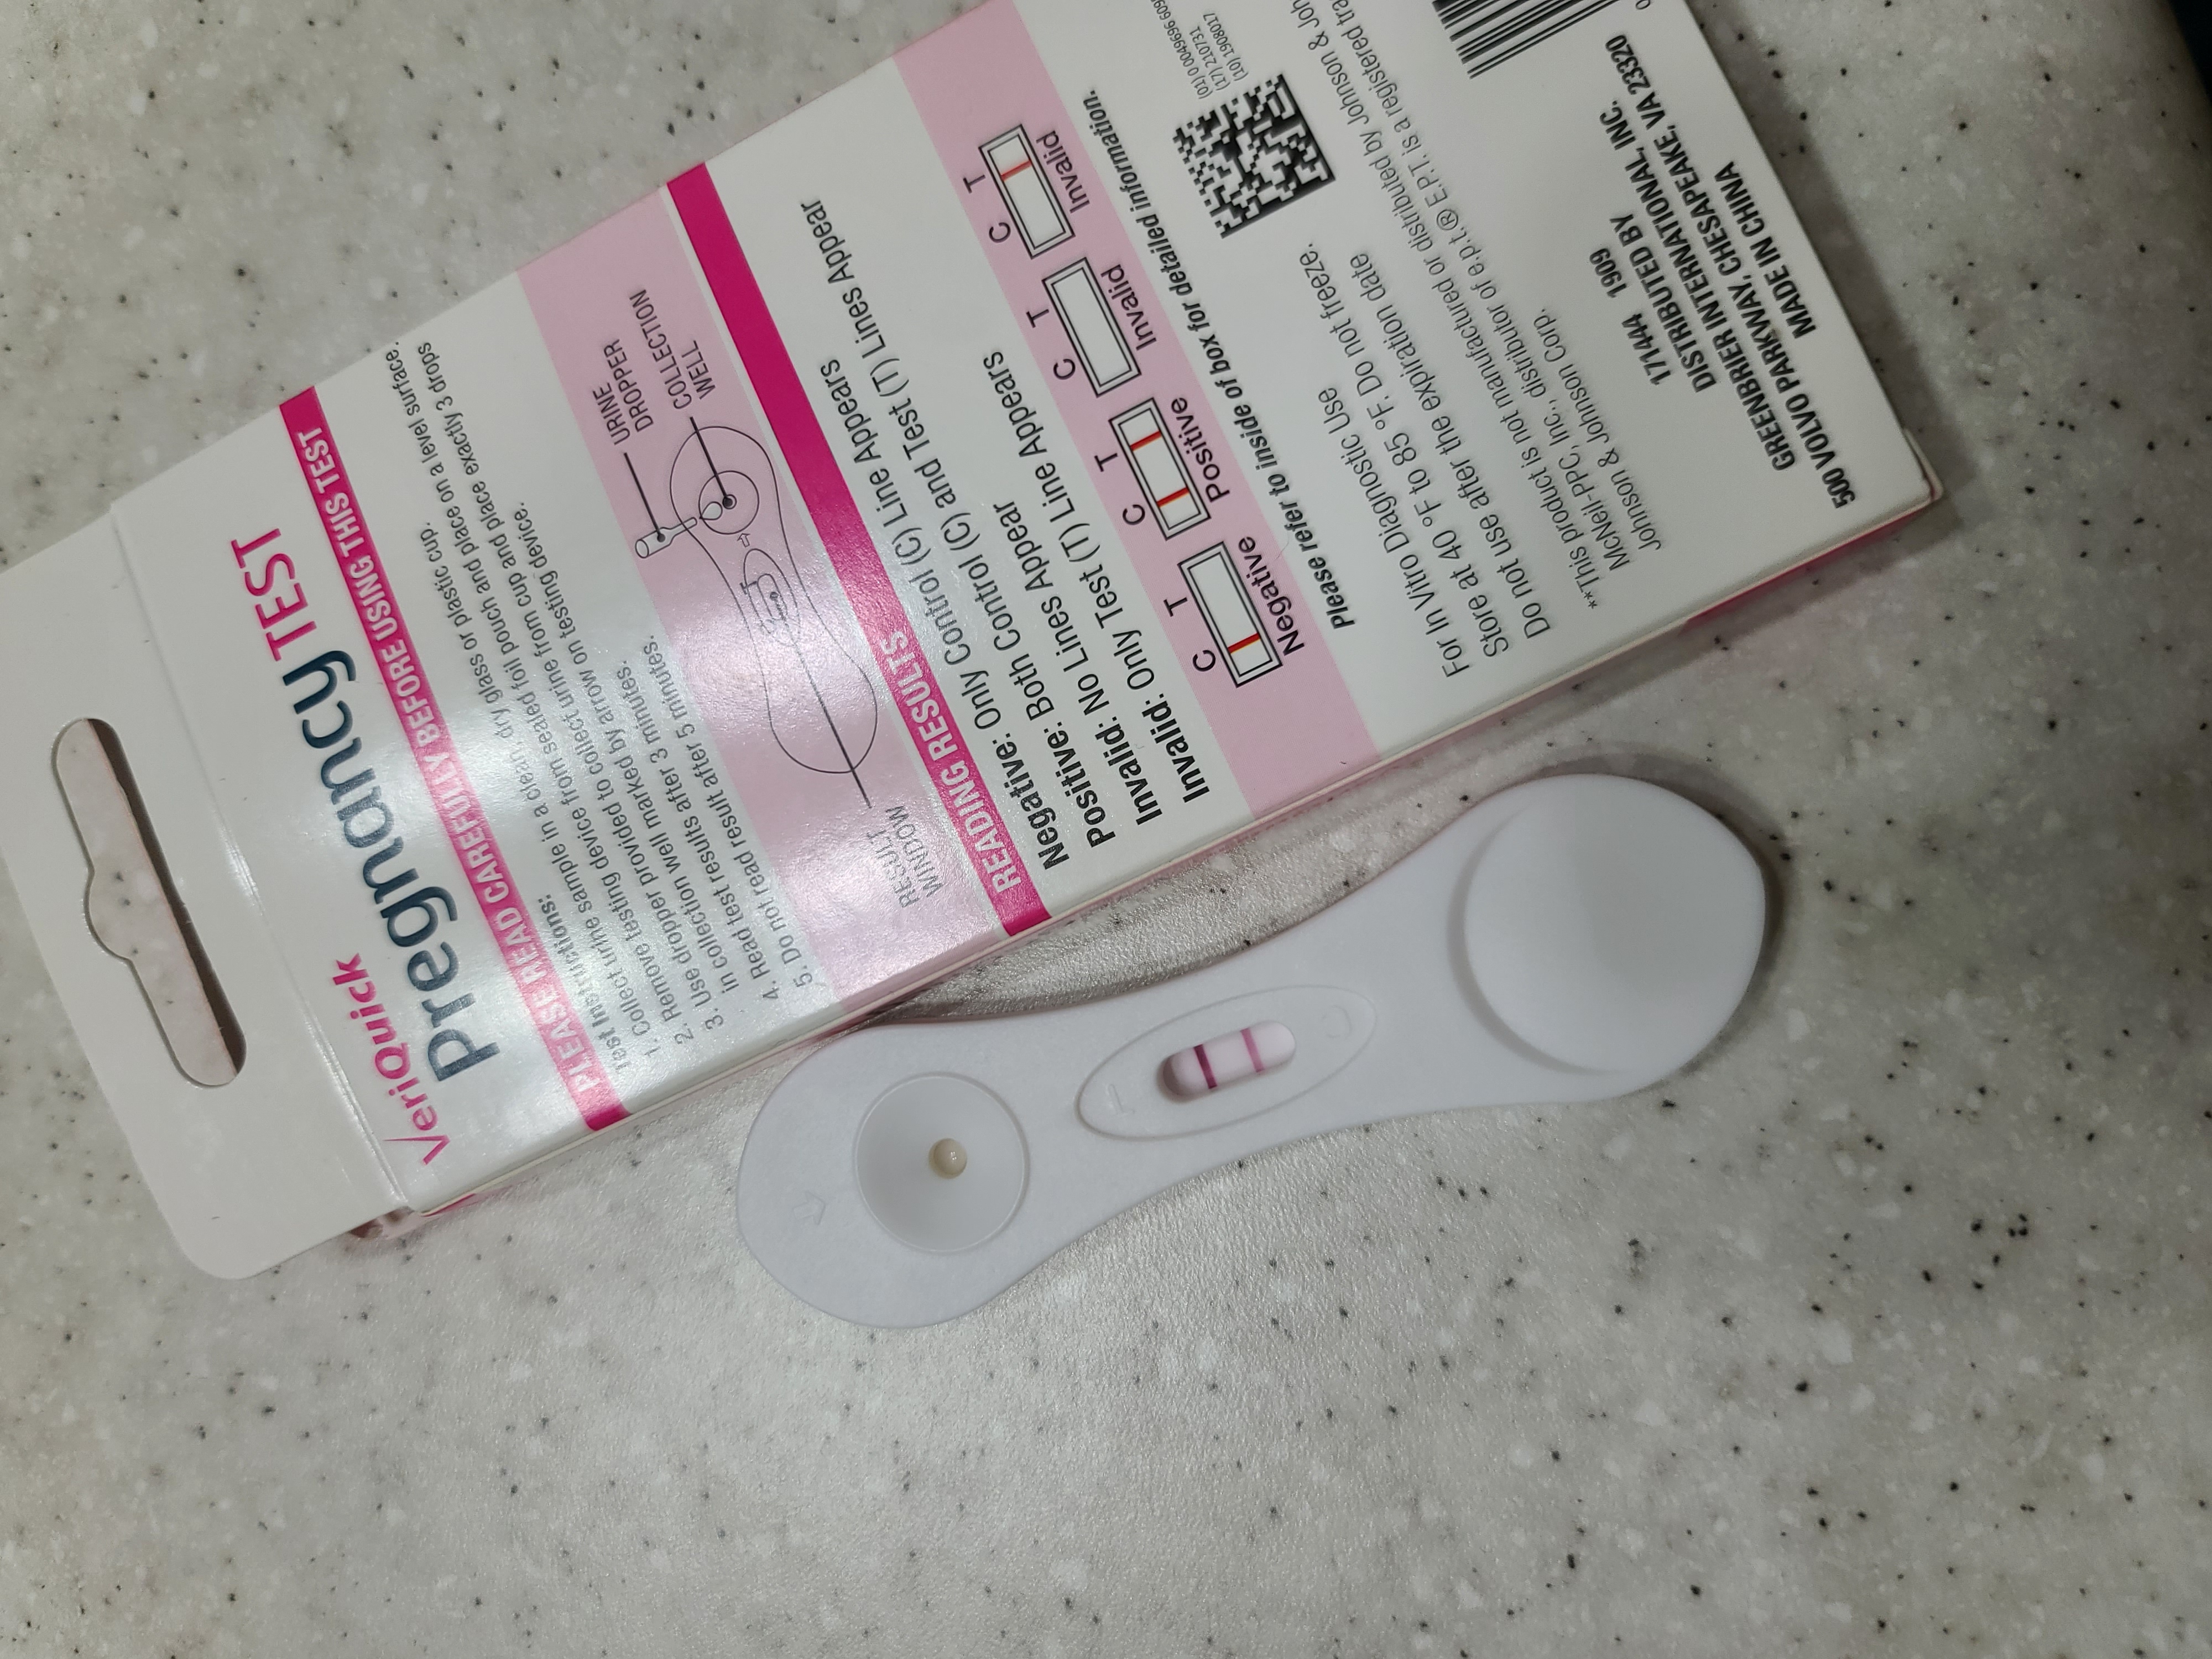 VeriQuick
Pregnancy TEST
PLEASE READ CAREFULLY BEFORE USING THIS TEST
Test Instructions:
1. Collect urine sample in a clean, dry glass or plastic cup.
2. Remove testing device from sealed foil pouch and place on a level surface.
3. Use dropper provided to collect urine from cup and place exactly 3 drops
in collection well marked by arrow on testing device.
4. Read test results after 3 minutes.
5. Do not read result after 5 minutes.
URINE
DROPPER
COLLECTION
WELL
RESULT
WINDOW
READING RESULTS
Negative: Only Control (C) Line Appears
Positive: Both Control (C) and Test (T) Lines Appear
Invalid: No Lines Appear
Invalid: Only Test (T) Line Appears
C T
Negative
C T
Positive
C T
Invalid
C T
Invalid
Please refer to inside of box for detailed information.
For In Vitro Diagnostic Use
Store at 40 °F to 85 °F. Do not freeze.
Do not use after the expiration date
(17) 210731
(10) 1908017
**This product is not manufactured or distributed by Johnson &
McNeil-PPC, Inc., distributor of e.p.t.® E.P.T. is a registered
Johnson & Johnson Corp.
171444 1909
DISTRIBUTED BY
GREENBRIER INTERNATIONAL, INC.
500 VOLVO PARKWAY, CHESAPEAKE, VA 23320
MADE IN CHINA
T
C